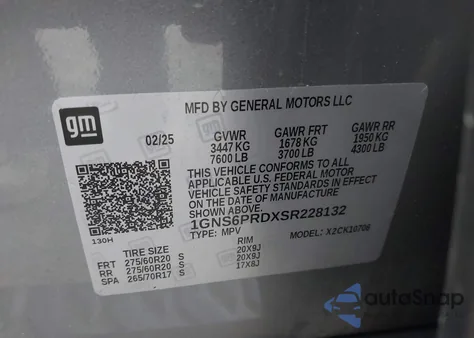 gm
MFD BY GENERAL MOTORS LLC
02/25 GVWR GAWR FRT GAWR RR
3447 KG 1678 KG 1950 KG
7600 LB 3700 LB 4300 LB
THIS VEHICLE CONFORMS TO ALL
APPLICABLE U.S. FEDERAL MOTOR
VEHICLE SAFETY STANDARDS IN EFFECT
ON THE DATE OF MANUFACTURE
SHOWN ABOVE.
1GNS6PRDXSR228132
TYPE: MPV MODEL: X2CK10706
130H
TIRE SIZE RIM
FRT 275/60R20 S 20X9J
RR 275/60R20 S 20X9J
SPA 265/70R17 S 17X8J
autoSnap